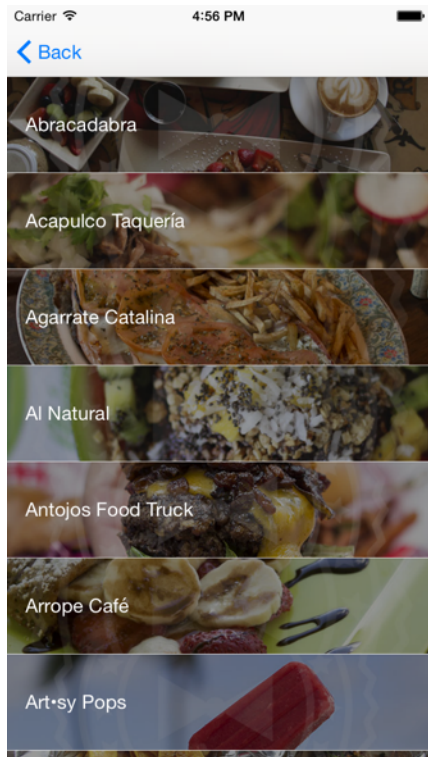 Carrier 4:56 PM
Back
Abracadabra
Acapulco Taquería
Agarrate Catalina
Al Natural
Antojos Food Truck
Arrope Café
Art•sy Pops